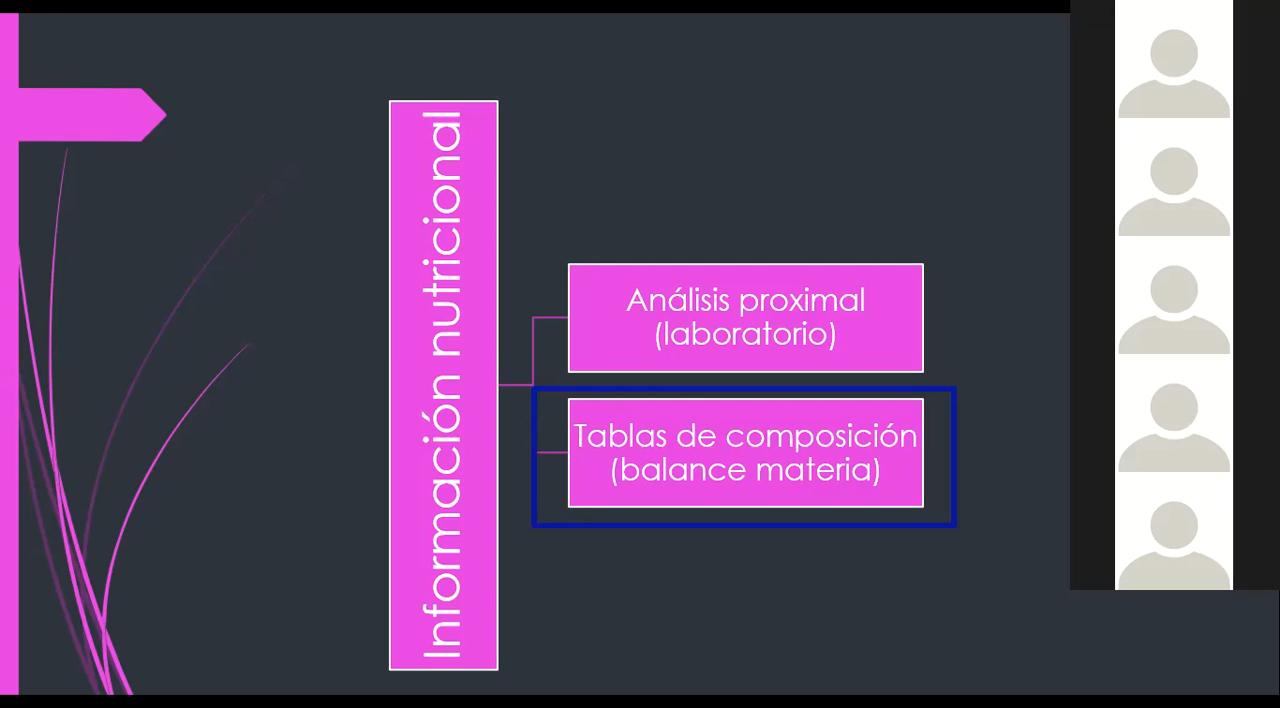 Información nutricional
Análisis proximal
(laboratorio)
Tablas de composición
(balance materia)